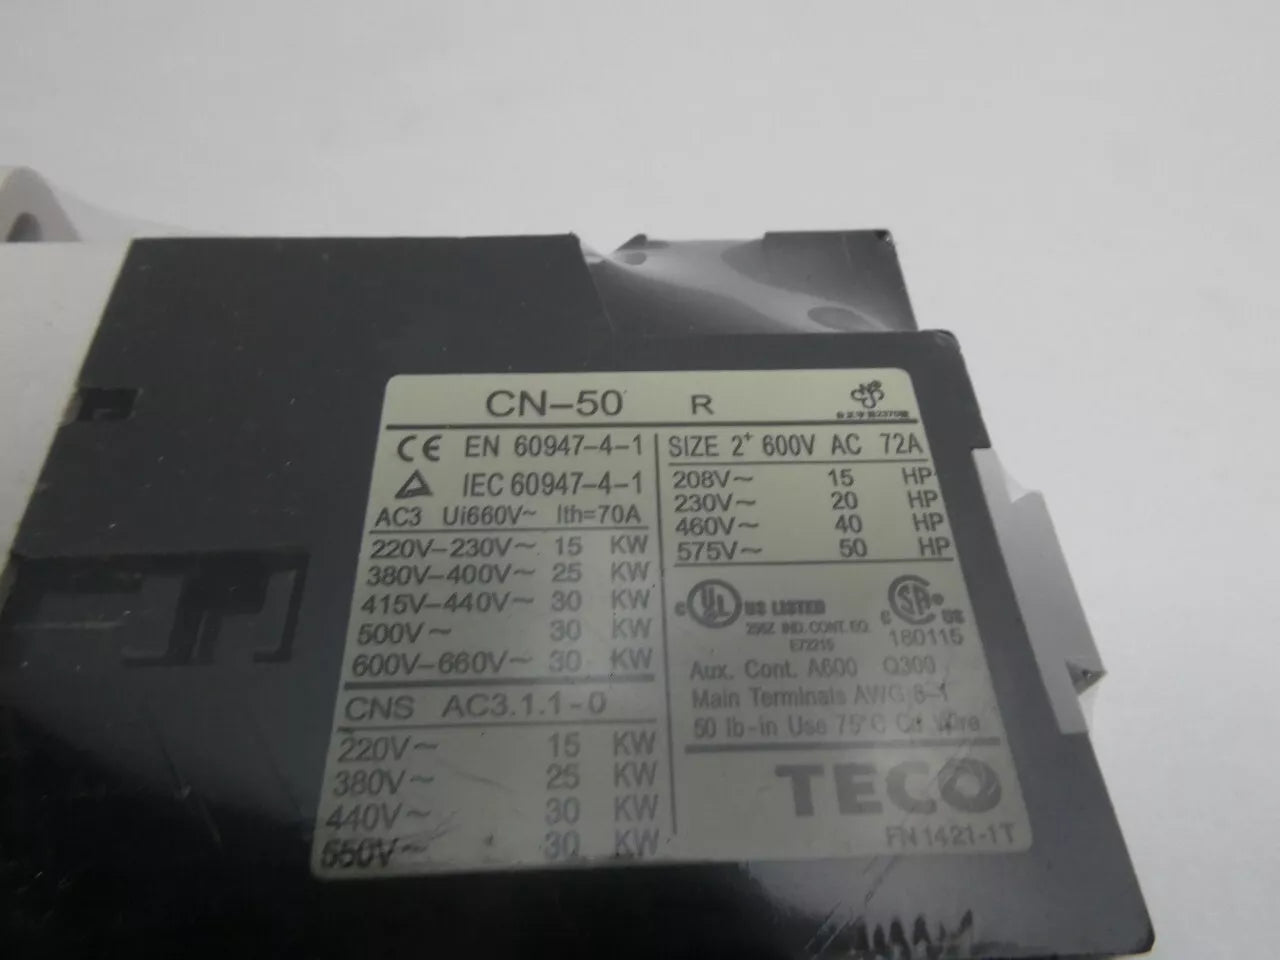 CN-50 R
CE EN 60947-4-1
IEC 60947-4-1
AC3 Ui660V~ Ith=70A
220V-230V~ 15 KW
380V-400V~ 25 KW
415V-440V~ 30 KW
500V~ 30 KW
600V-660V~ 30 KW
CNS AC3.1.1-0
220V~ 15 KW
380V~ 25 KW
440V~ 30 KW
550V~ 30 KW
SIZE 2+ 600V AC 72A
208V~ 15 HP
230V~ 20 HP
460V~ 40 HP
575V~ 50 HP
c UL US LISTED
IND. CONT. EQ.
E72215
c SA® US
180115
Aux. Cont. A600 Q300
Main Terminals AWG 8-1
50 lb-in Use 75°C Cu Wire
TECO
FN1421-1T